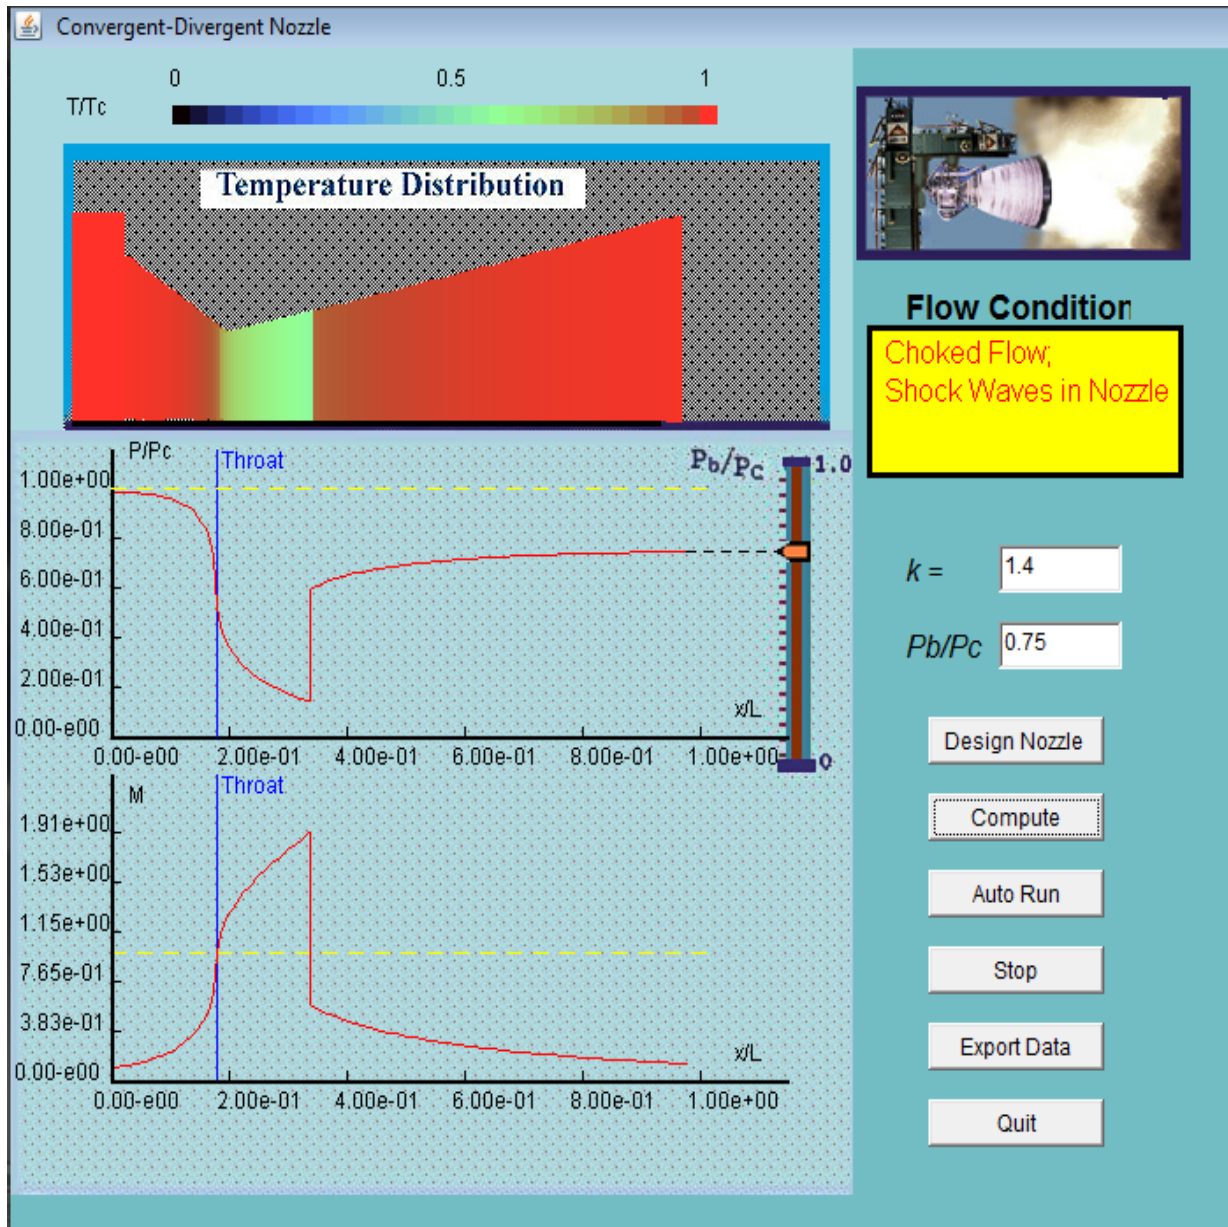 Convergent-Divergent Nozzle
0 0.5 1
T/Tc
Temperature Distribution
Flow Condition
Choked Flow;
Shock Waves in Nozzle
P/Pc
Throat
Pb/Pc
1.0
1.00e+00
8.00e-01
6.00e-01
4.00e-01
2.00e-01
0.00-e00
x/L
0
0.00-e00 2.00e-01 4.00e-01 6.00e-01 8.00e-01 1.00e+00
M
Throat
1.91e+00
1.53e+00
1.15e+00
7.65e-01
3.83e-01
0.00-e00
x/L
0.00-e00 2.00e-01 4.00e-01 6.00e-01 8.00e-01 1.00e+00
k = 1.4
Pb/Pc 0.75
Design Nozzle
Compute
Auto Run
Stop
Export Data
Quit